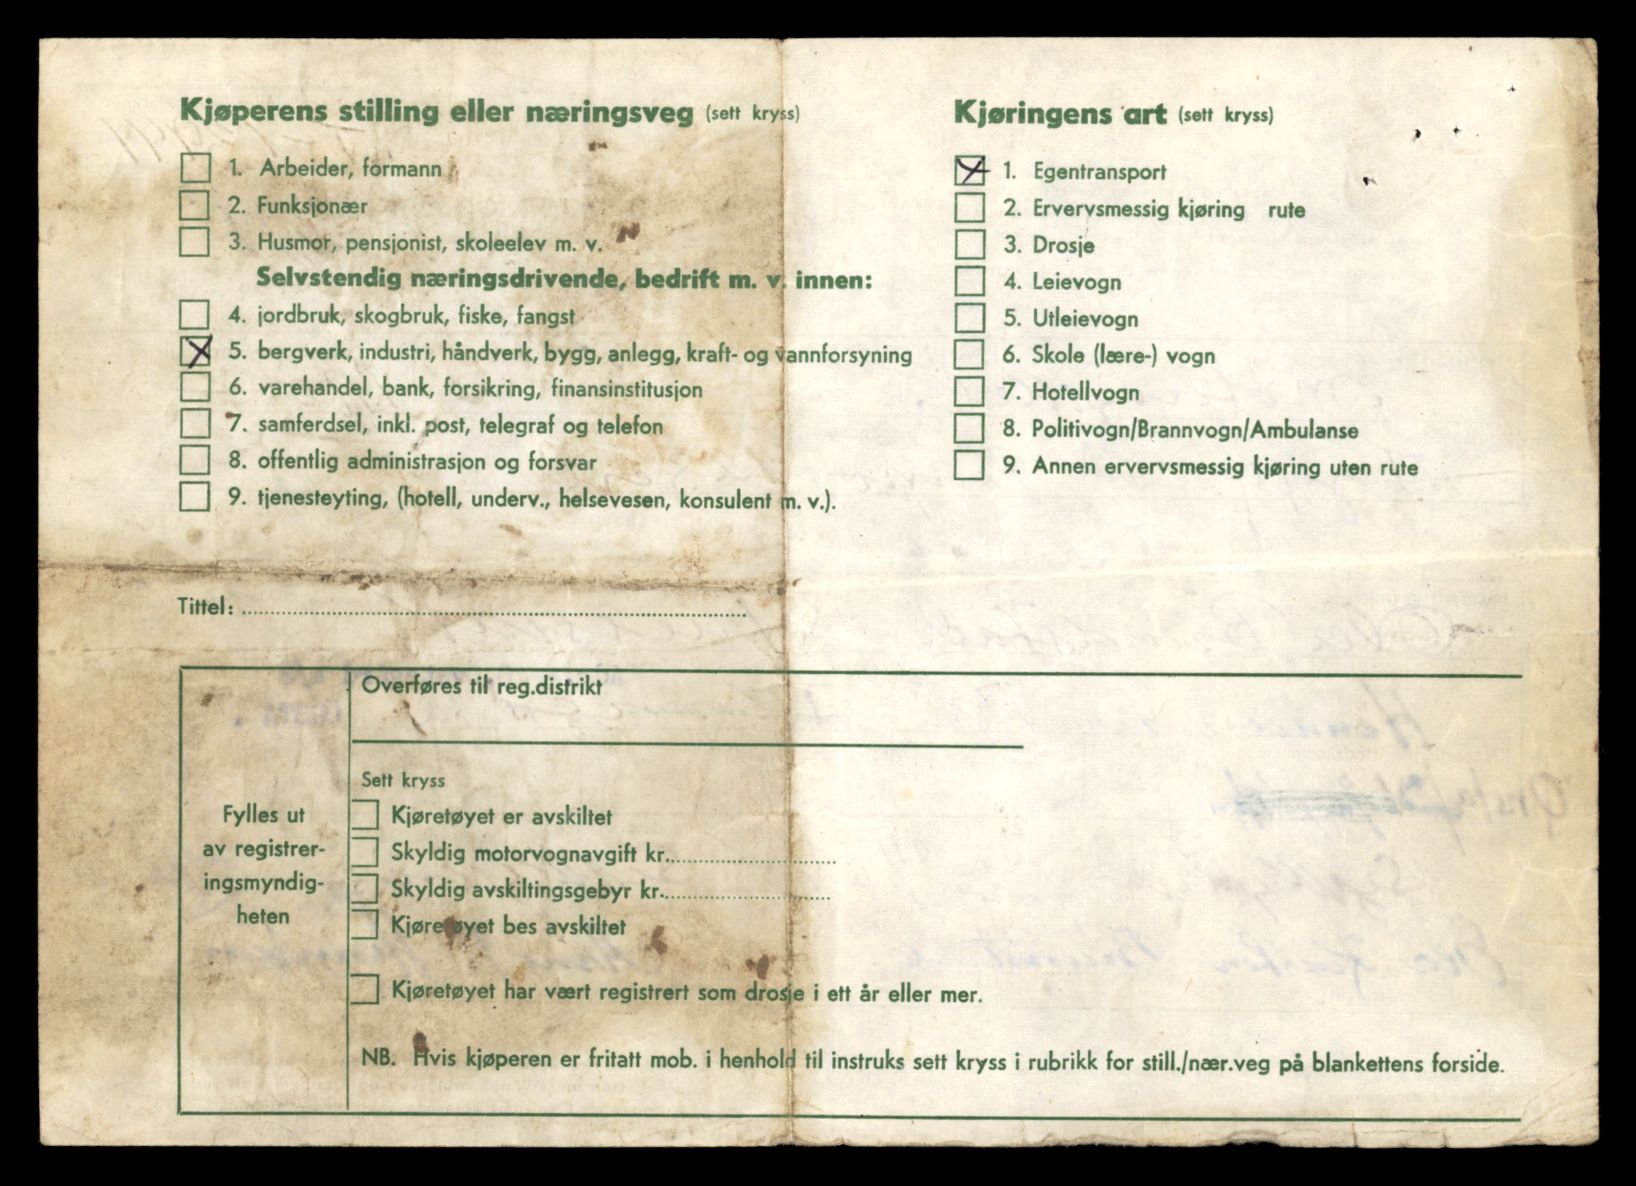 Kjøperens stilling eller næringsveg (sett kryss)
1. Arbeider, formann
2. Funksjonær
3. Husmor, pensjonist, skoleelev m. v.
Selvstendig næringsdrivende, bedrift m. v. innen:
4. jordbruk, skogbruk, fiske, fangst
X 5. bergverk, industri, håndverk, bygg, anlegg, kraft- og vannforsyning
6. varehandel, bank, forsikring, finansinstitusjon
7. samferdsel, inkl. post, telegraf og telefon
8. offentlig administrasjon og forsvar
9. tjenesteyting, (hotell, underv., helsevesen, konsulent m. v.).
Kjøringens art (sett kryss)
X 1. Egentransport
2. Ervervsmessig kjøring rute
3. Drosje
4. Leievogn
5. Utleievogn
6. Skole (lære-) vogn
7. Hotellvogn
8. Politivogn/Brannvogn/Ambulanse
9. Annen ervervsmessig kjøring uten rute
Tittel:
Fylles ut
av registrer-
ingsmyndig-
heten
Overføres til reg.distrikt
Sett kryss
Kjøretøyet er avskiltet
Skyldig motorvognavgift kr.
Skyldig avskiltingsgebyr kr.
Kjøretøyet bes avskiltet
Kjøretøyet har vært registrert som drosje i ett år eller mer.
NB. Hvis kjøperen er fritatt mob. i henhold til instruks sett kryss i rubrikk for still./nær.veg på blankettens forside.